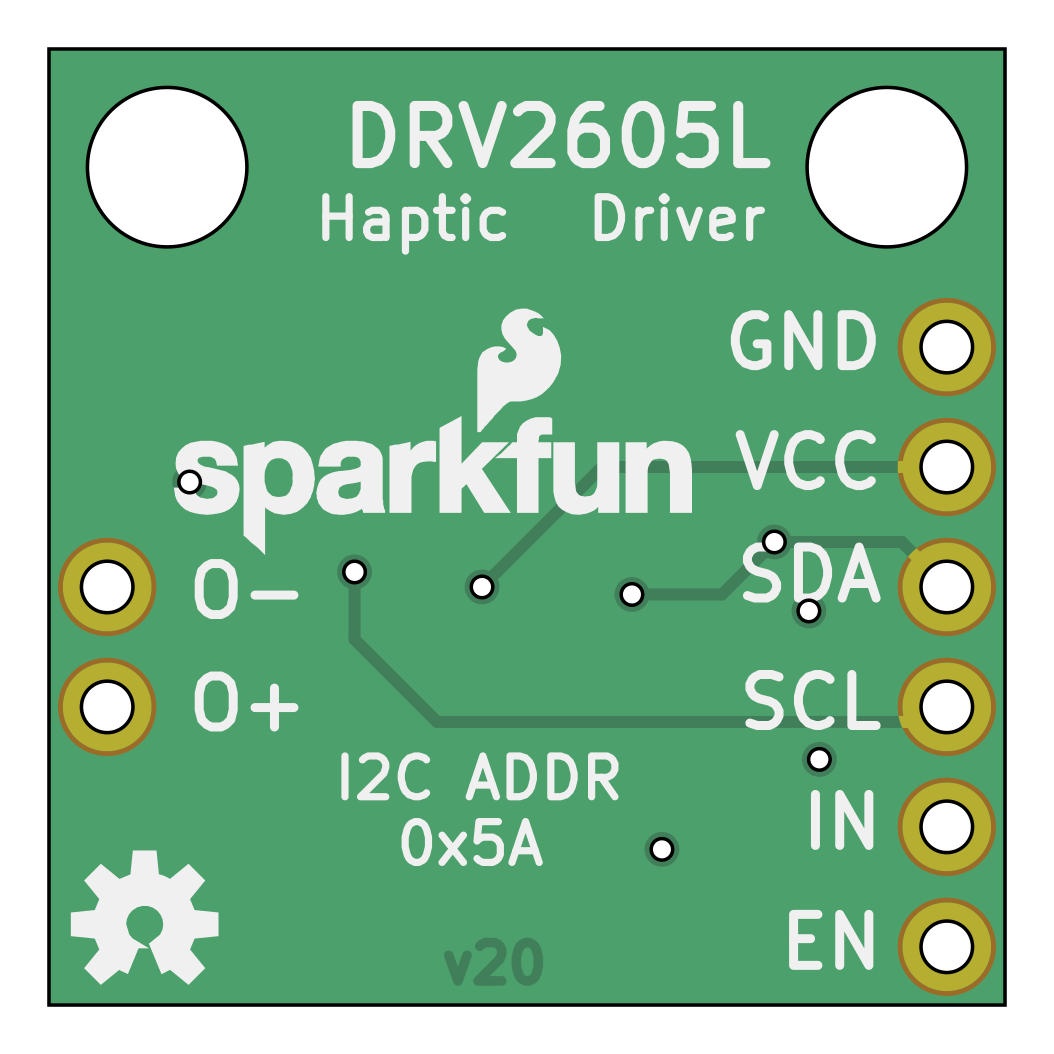 DRV2605L
Haptic Driver
sparkfun
GND
VCC
SDA
SCL
IN
EN
O-
O+
I2C ADDR
0x5A
v20